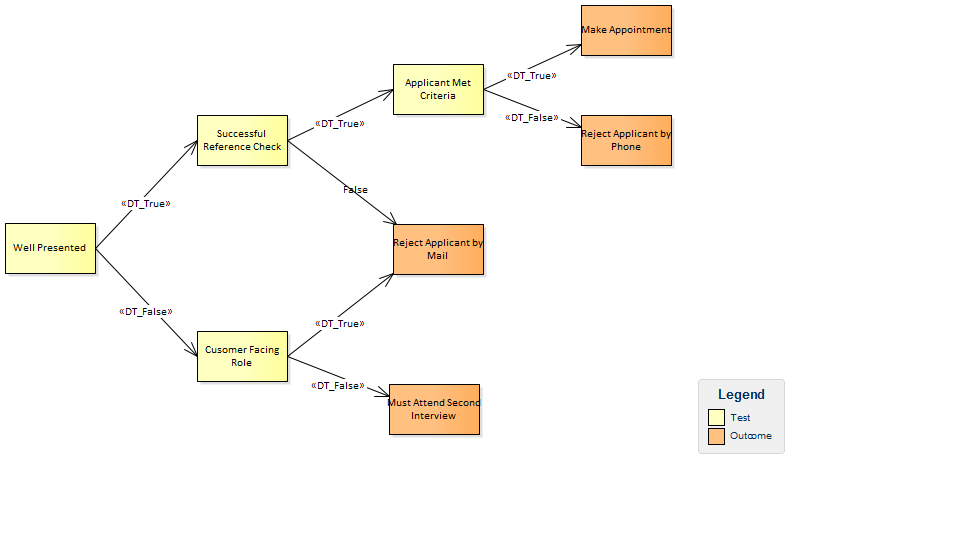 Make Appointment
«DT_True»
Applicant Met
Criteria
«DT_False»
Reject Applicant by
Phone
«DT_True»
Successful
Reference Check
False
«DT_True»
Well Presented
Reject Applicant by
Mail
«DT_False»
«DT_True»
Cusomer Facing
Role
«DT_False»
Must Attend Second
Interview
Legend
Test
Outcome